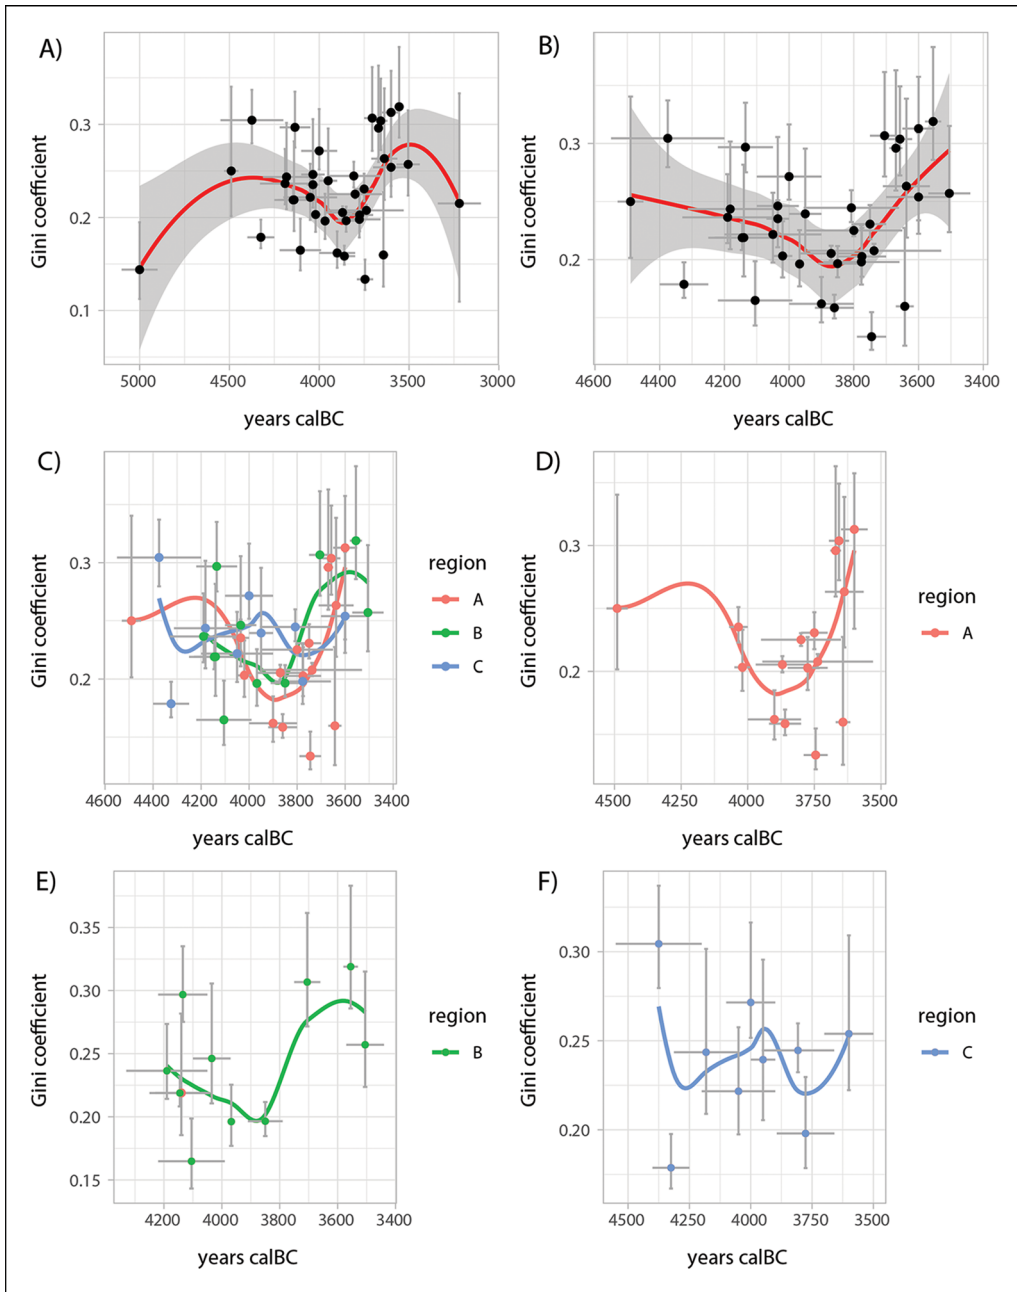 A)
Gini coefficient
0.3
0.2
0.1
5000 4500 4000 3500 3000
years calBC
B)
Gini coefficient
0.3
0.2
4600 4400 4200 4000 3800 3600 3400
years calBC
C)
Gini coefficient
0.3
0.2
4600 4400 4200 4000 3800 3600 3400
years calBC
region
A
B
C
D)
Gini coefficient
0.3
0.2
4500 4250 4000 3750 3500
years calBC
region
A
E)
Gini coefficient
0.35
0.30
0.25
0.20
0.15
4200 4000 3800 3600 3400
years calBC
region
B
F)
Gini coefficient
0.30
0.25
0.20
4500 4250 4000 3750 3500
years calBC
region
C